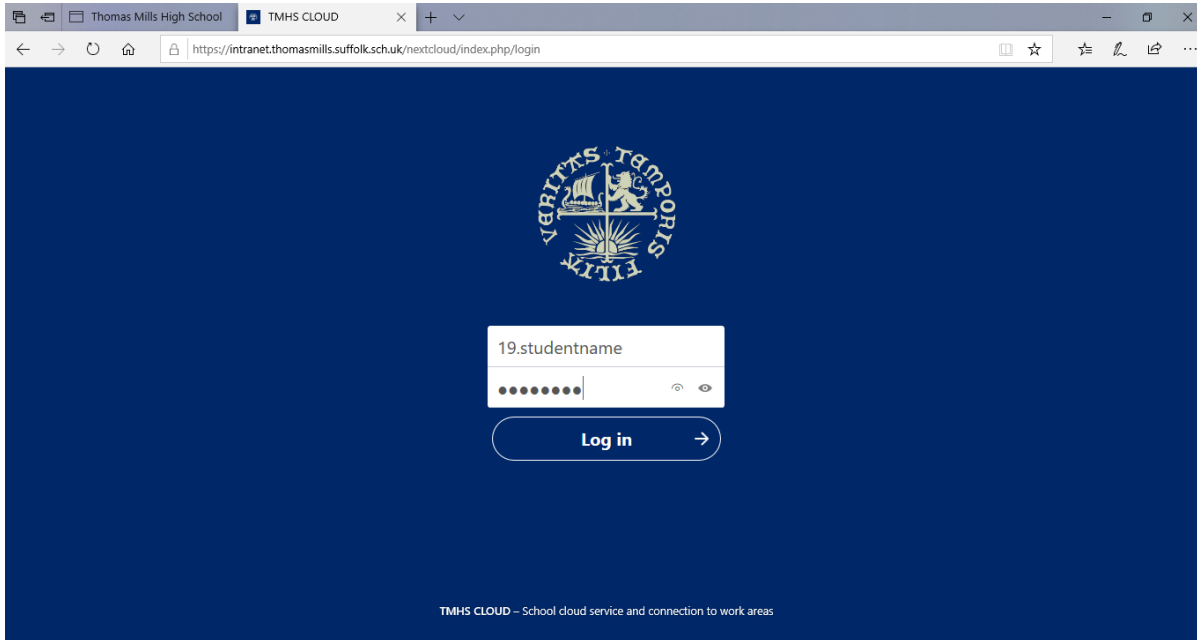 Thomas Mills High School
TMHS CLOUD
https://intranet.thomasmills.suffolk.sch.uk/nextcloud/index.php/login
VERITAS TEMPORIS FILIA
19.studentname
••••••••
Log in
TMHS CLOUD – School cloud service and connection to work areas